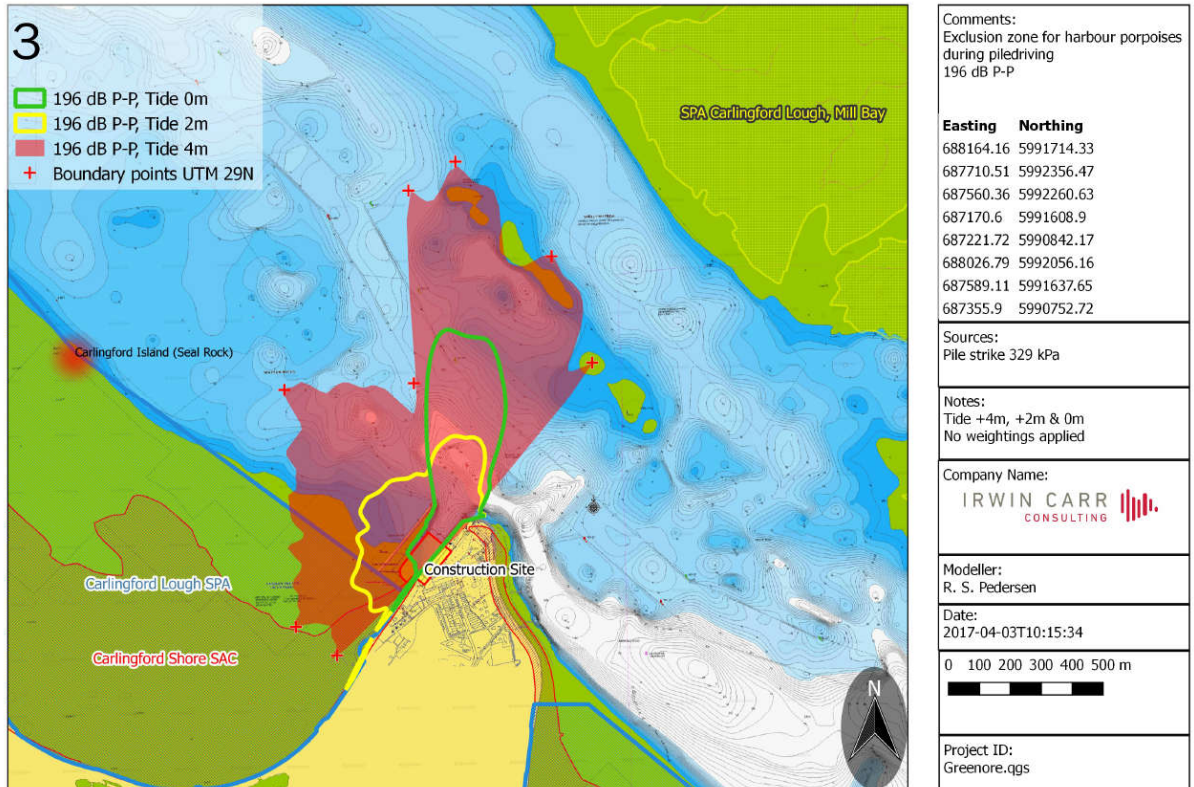 3
196 dB P-P, Tide 0m
196 dB P-P, Tide 2m
196 dB P-P, Tide 4m
Boundary points UTM 29N
SPA Carlingford Lough, Mill Bay
Carlingford Island (Seal Rock)
Construction Site
Carlingford Lough SPA
Carlingford Shore SAC
N
Comments:
Exclusion zone for harbour porpoises
during piledriving
196 dB P-P
Easting Northing
688164.16 5991714.33
687710.51 5992356.47
687560.36 5992260.63
687170.6 5991608.9
687221.72 5990842.17
688026.79 5992056.16
687589.11 5991637.65
687355.9 5990752.72
Sources:
Pile strike 329 kPa
Notes:
Tide +4m, +2m & 0m
No weightings applied
Company Name:
IRWIN CARR
CONSULTING
Modeller:
R. S. Pedersen
Date:
2017-04-03T10:15:34
0 100 200 300 400 500 m
Project ID:
Greenore.qgs